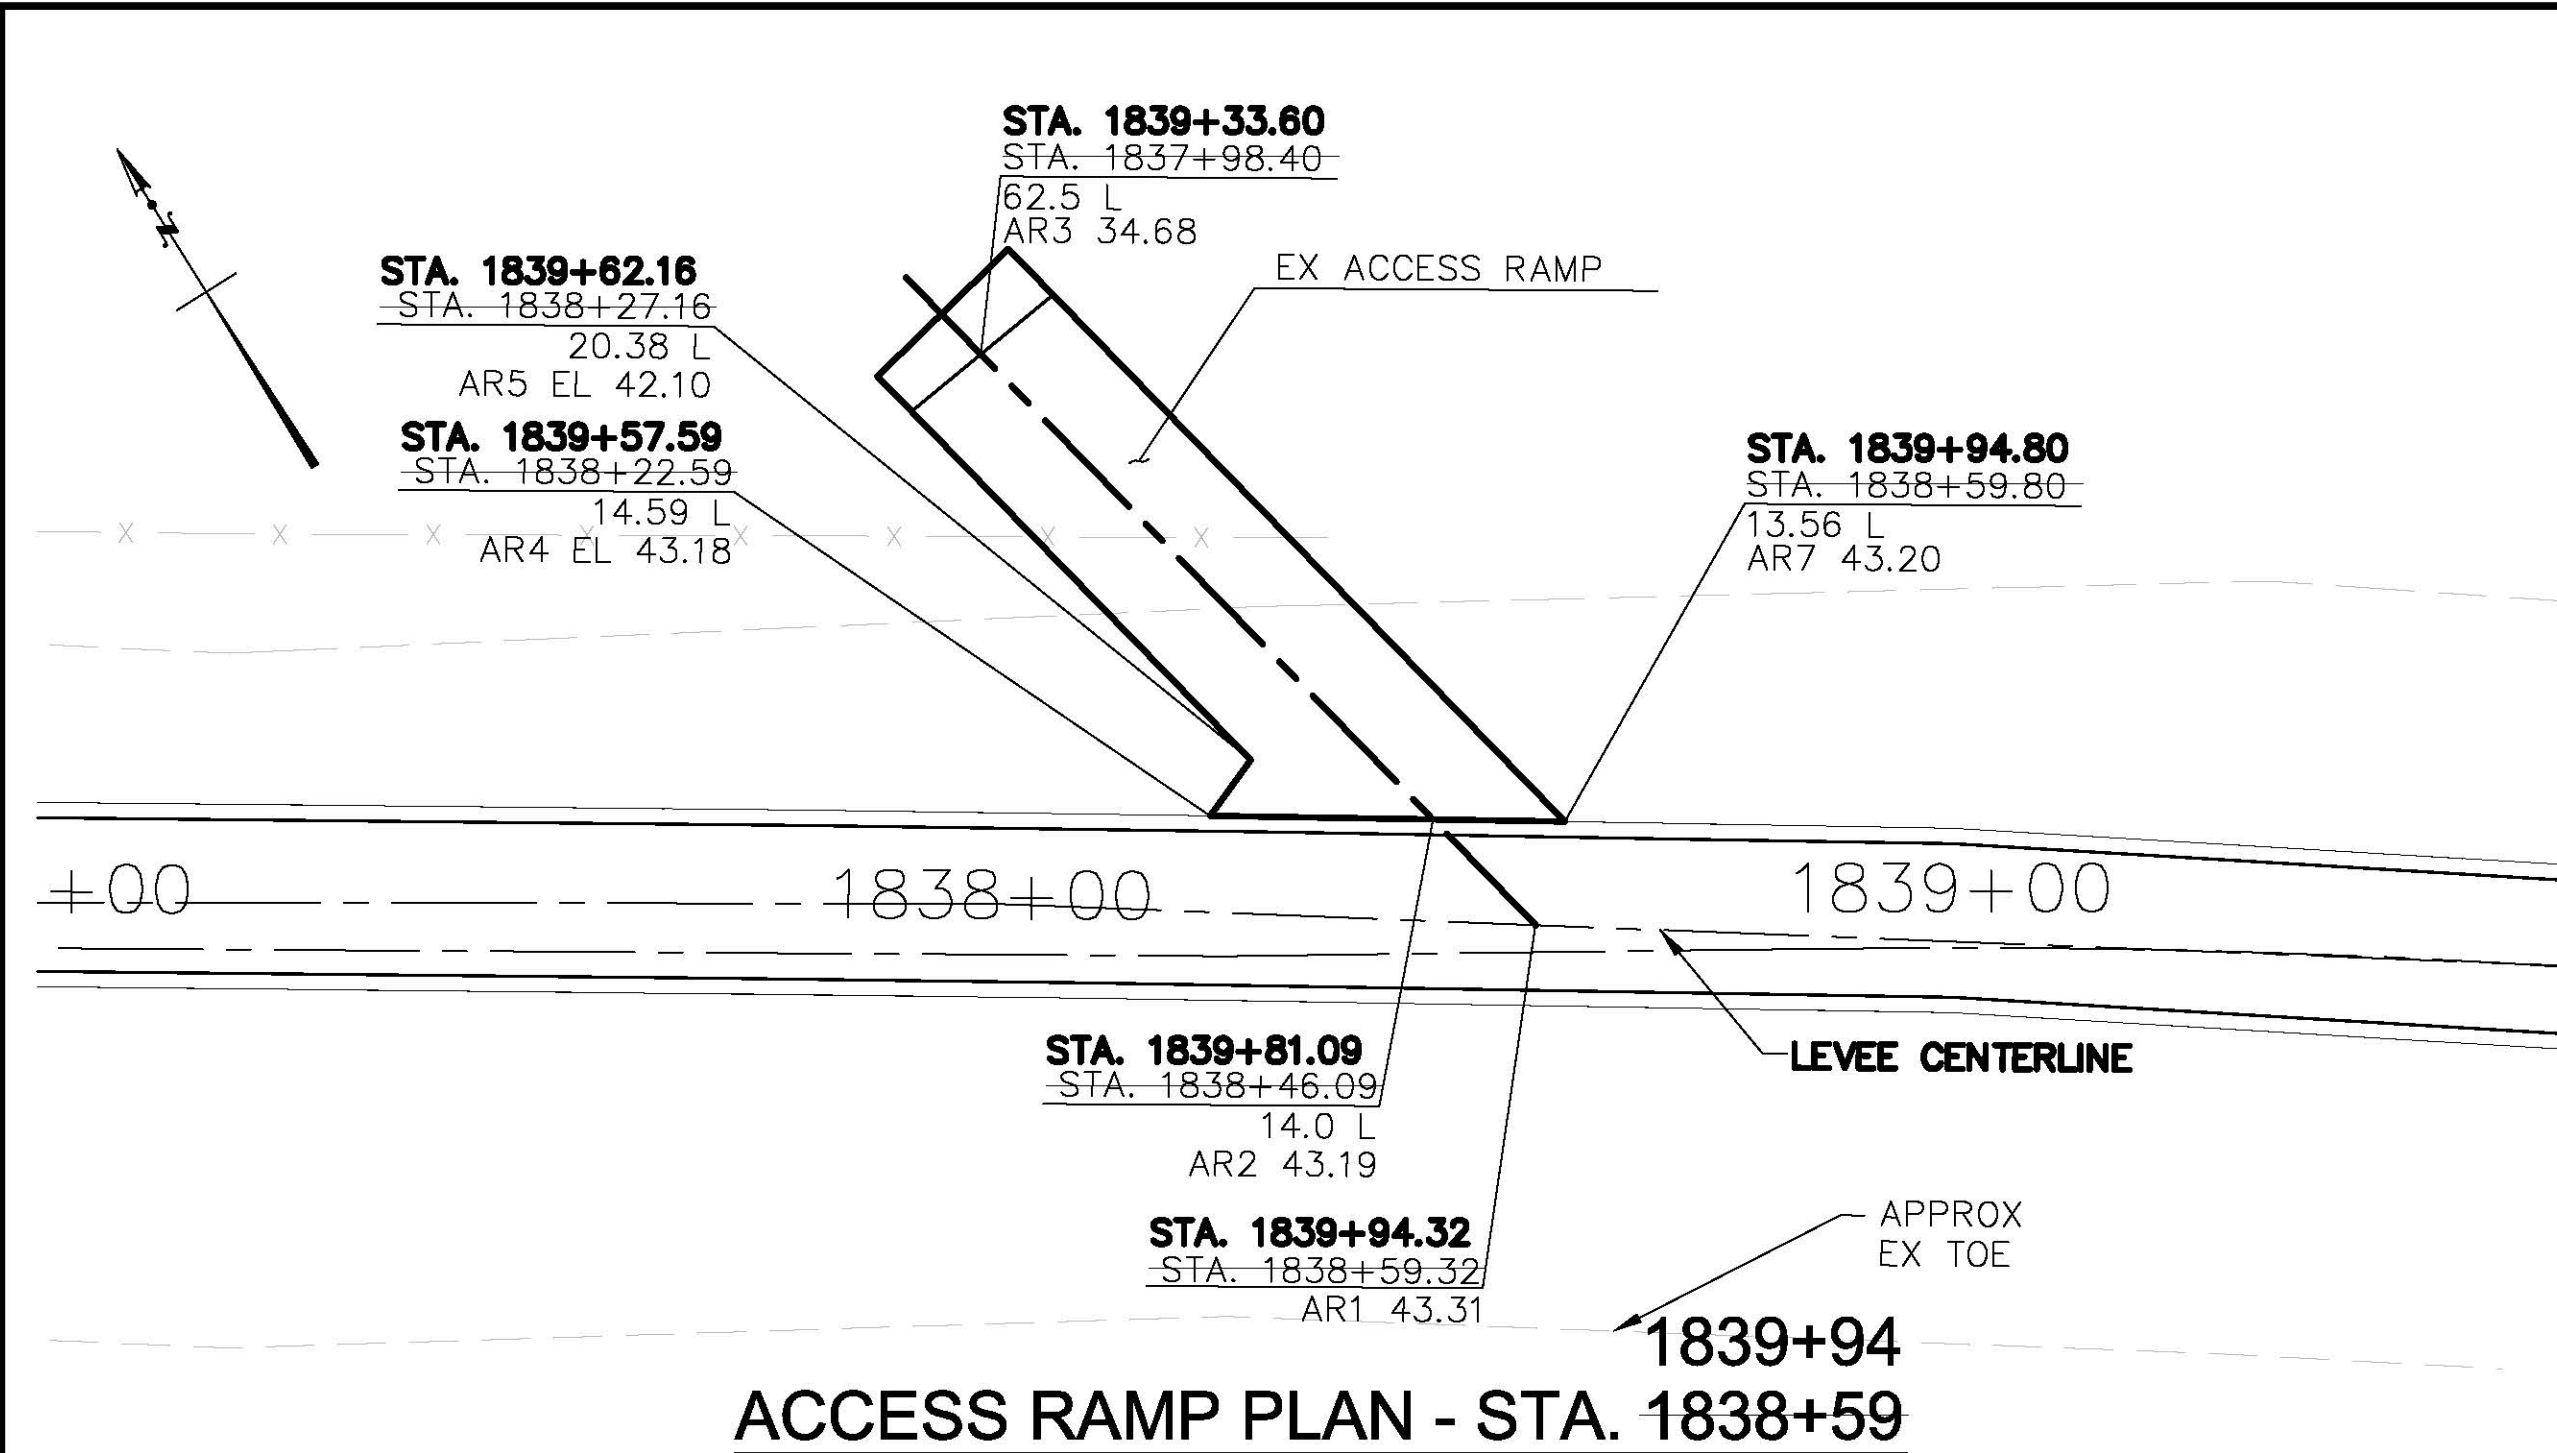 STA. 1839+33.60
STA. 1837+98.40
62.5 L
AR3 34.68
N
STA. 1839+62.16
STA. 1838+27.16
20.38 L
AR5 EL 42.10
EX ACCESS RAMP
STA. 1839+57.59
STA. 1838+22.59
14.59 L
AR4 EL 43.18
STA. 1839+94.80
STA. 1838+59.80
13.56 L
AR7 43.20
X X X X X X X X
+00
1838+00
1839+00
STA. 1839+81.09
STA. 1838+46.09
14.0 L
AR2 43.19
LEVEE CENTERLINE
STA. 1839+94.32
STA. 1838+59.32
AR1 43.31
APPROX
EX TOE
1839+94
ACCESS RAMP PLAN - STA. 1838+59